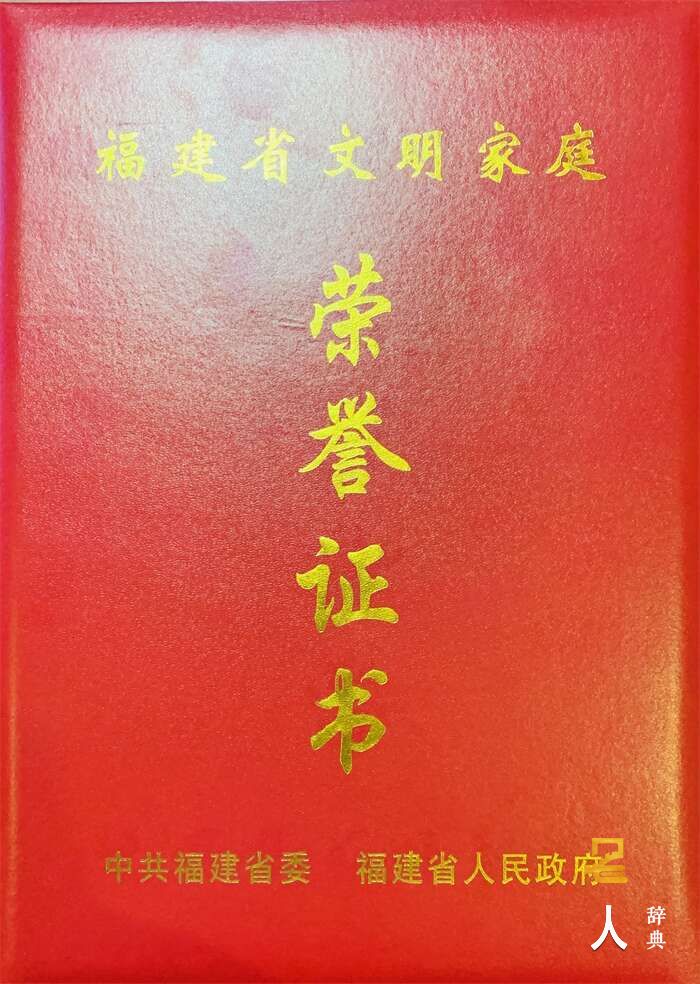 福建省文明家庭
荣誉证书
中共福建省委 福建省人民政府
人 辞典